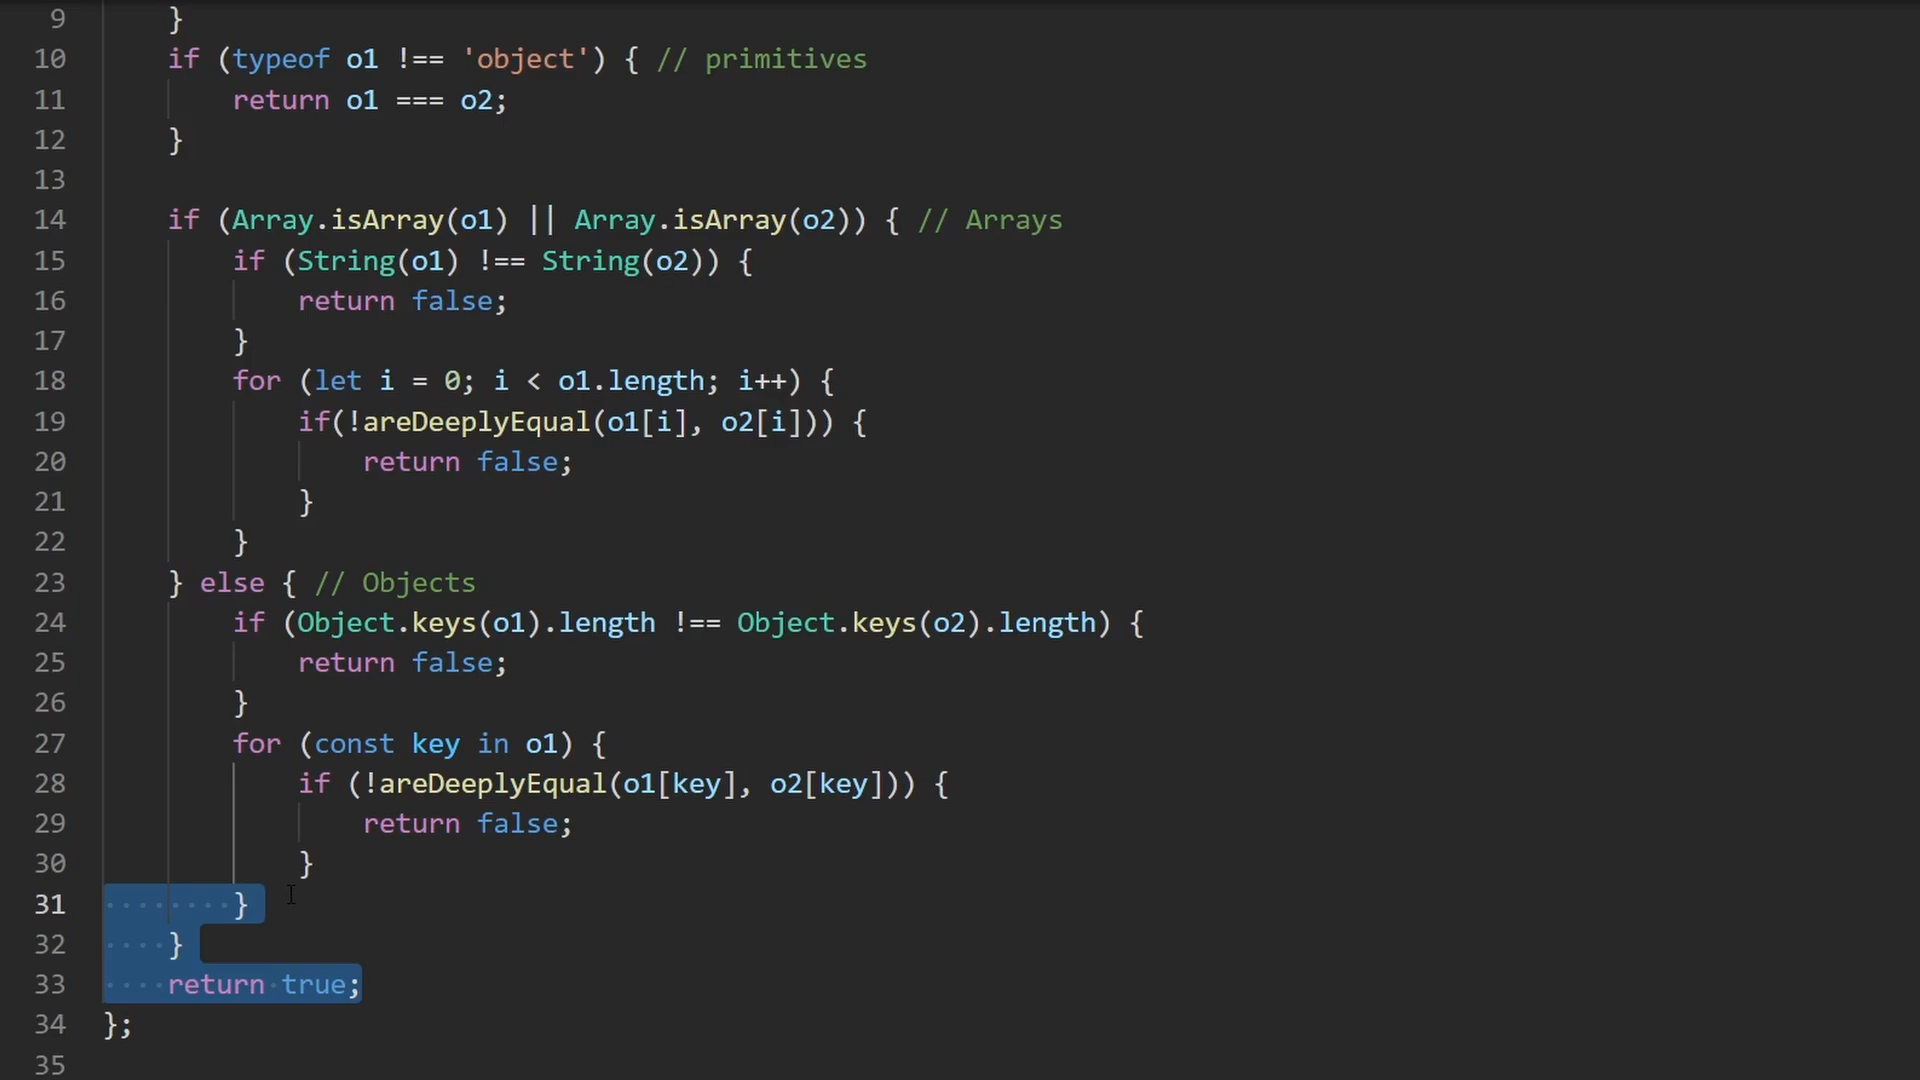 9 }
10 if (typeof o1 !== 'object') { // primitives
11 return o1 === o2;
12 }
13
14 if (Array.isArray(o1) || Array.isArray(o2)) { // Arrays
15 if (String(o1) !== String(o2)) {
16 return false;
17 }
18 for (let i = 0; i < o1.length; i++) {
19 if(!areDeeplyEqual(o1[i], o2[i])) {
20 return false;
21 }
22 }
23 } else { // Objects
24 if (Object.keys(o1).length !== Object.keys(o2).length) {
25 return false;
26 }
27 for (const key in o1) {
28 if (!areDeeplyEqual(o1[key], o2[key])) {
29 return false;
30 }
31 }
32 }
33 return true;
34 };
35